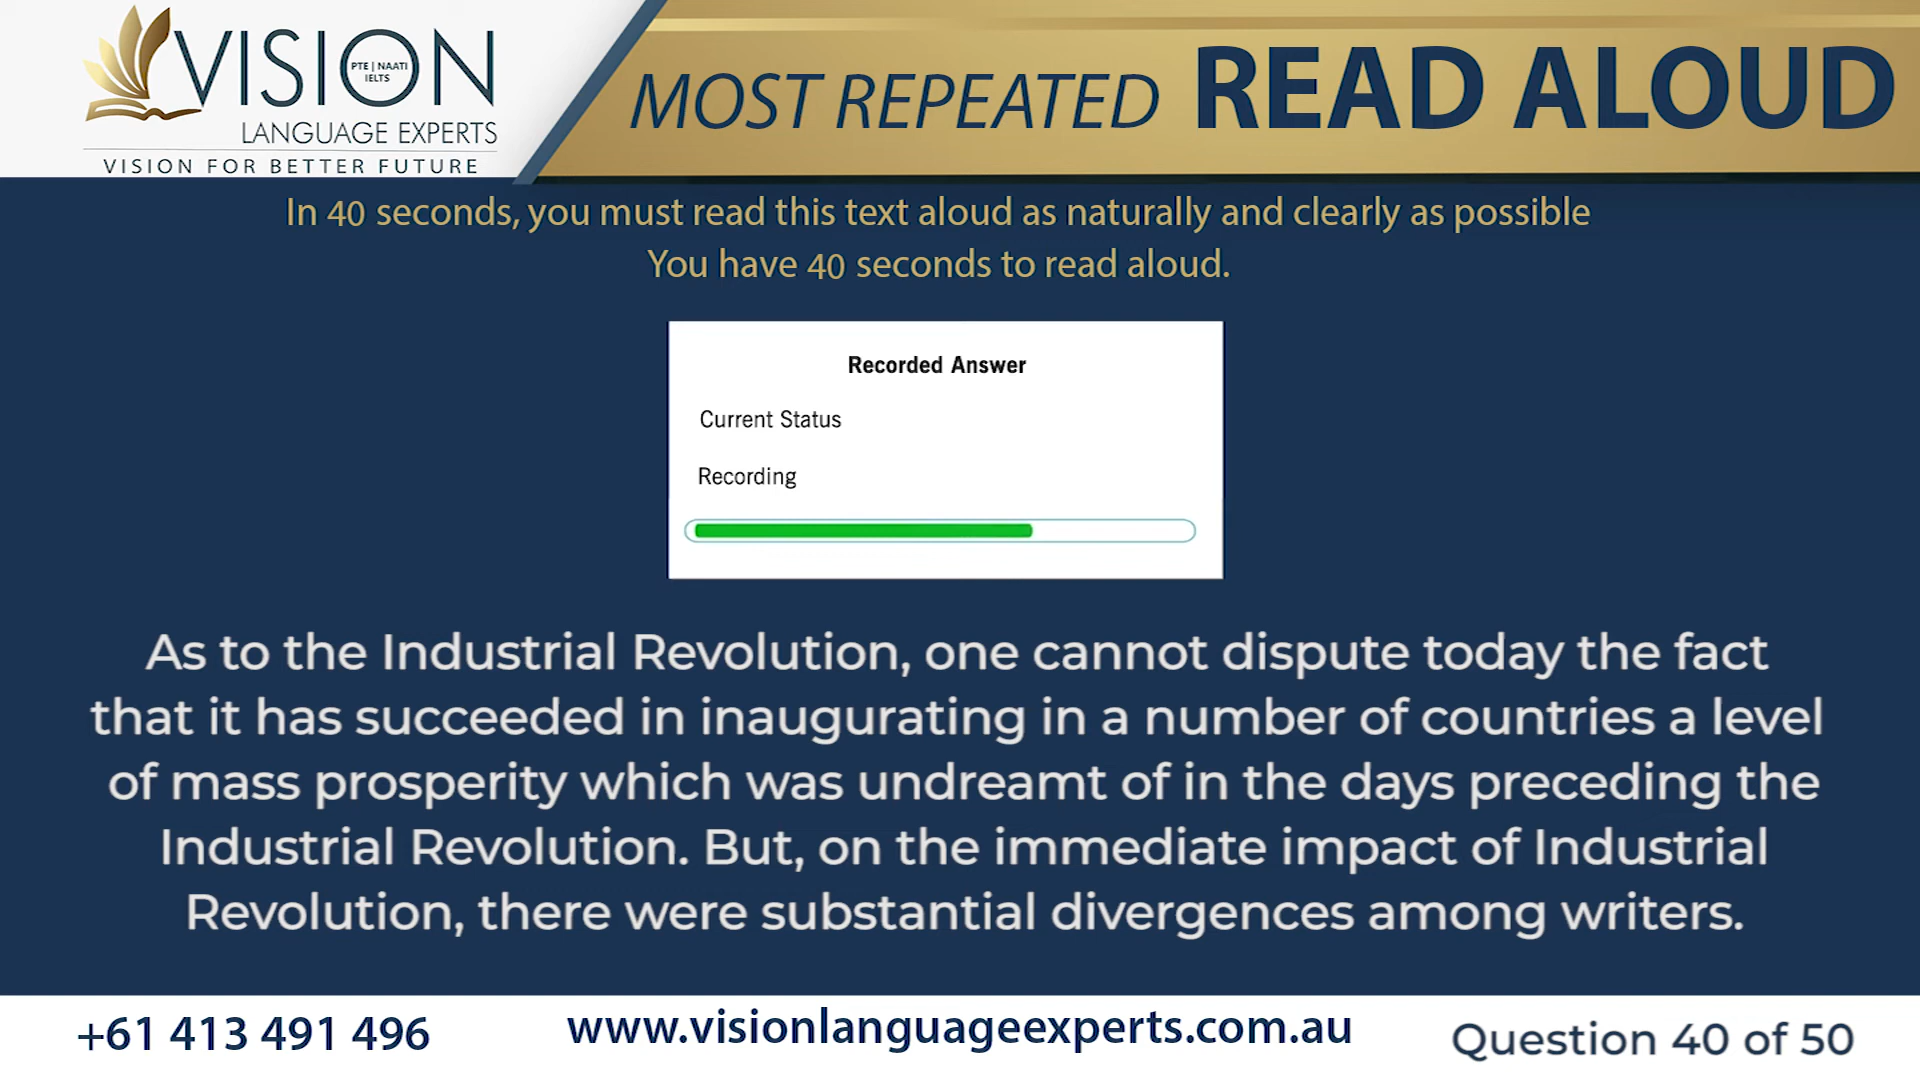 VISION
PTE | NAATI
IELTS
LANGUAGE EXPERTS
VISION FOR BETTER FUTURE
MOST REPEATED READ ALOUD
In 40 seconds, you must read this text aloud as naturally and clearly as possible
You have 40 seconds to read aloud.
Recorded Answer
Current Status
Recording
As to the Industrial Revolution, one cannot dispute today the fact
that it has succeeded in inaugurating in a number of countries a level
of mass prosperity which was undreamt of in the days preceding the
Industrial Revolution. But, on the immediate impact of Industrial
Revolution, there were substantial divergences among writers.
+61 413 491 496
www.visionlanguageexperts.com.au
Question 40 of 50